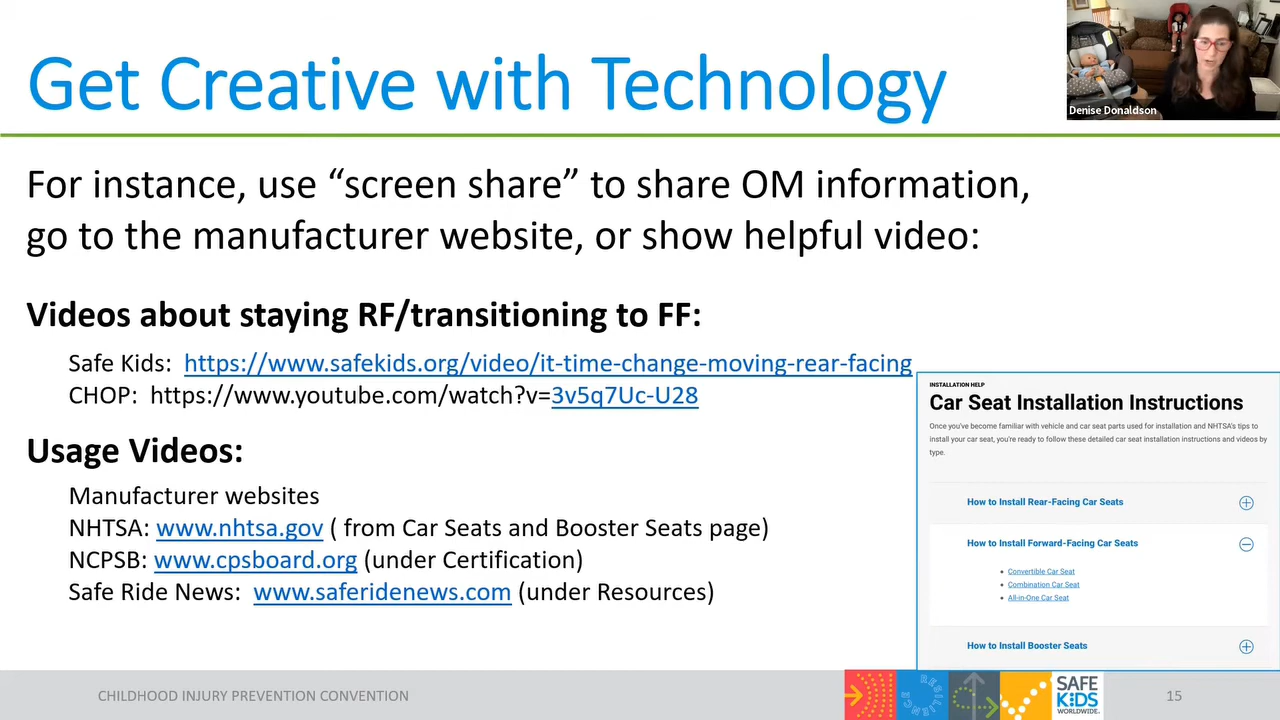 Get Creative with Technology
Denise Donaldson
For instance, use “screen share” to share OM information,
go to the manufacturer website, or show helpful video:
Videos about staying RF/transitioning to FF:
Safe Kids: https://www.safekids.org/video/it-time-change-moving-rear-facing
CHOP: https://www.youtube.com/watch?v=3v5q7Uc-U28
Usage Videos:
Manufacturer websites
NHTSA: www.nhtsa.gov ( from Car Seats and Booster Seats page)
NCPSB: www.cpsboard.org (under Certification)
Safe Ride News: www.saferidenews.com (under Resources)
INSTALLATION HELP
Car Seat Installation Instructions
Once you've become familiar with vehicle and car seat parts used for installation and NHTSA's tips to
install your car seat, you're ready to follow these detailed car seat installation instructions and videos by
type.
How to Install Rear-Facing Car Seats
How to Install Forward-Facing Car Seats
Convertible Car Seat
Combination Car Seat
All-in-One Car Seat
How to Install Booster Seats
CHILDHOOD INJURY PREVENTION CONVENTION
RESILIENCE
SAFE
KIDS
WORLDWIDE.
15